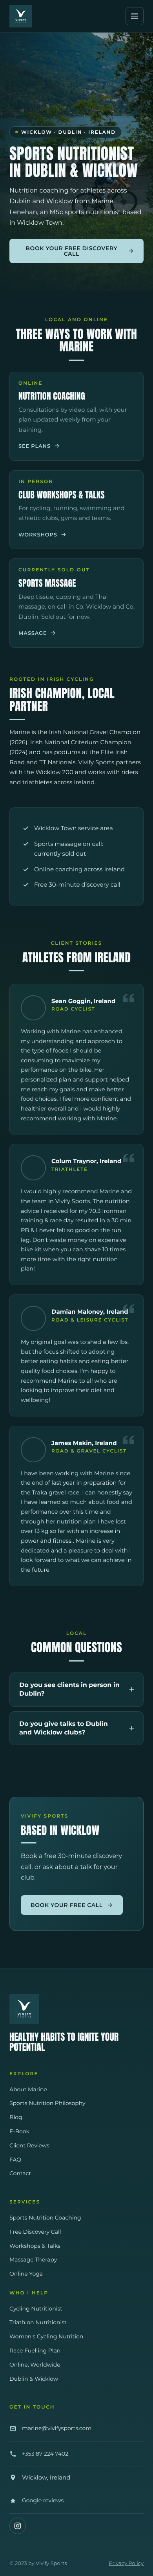 VIVIFY
WICKLOW · DUBLIN · IRELAND
SPORTS NUTRITIONIST
IN DUBLIN & WICKLOW
Nutrition coaching for athletes across
Dublin and Wicklow from Marine
Lenehan, an MSc sports nutritionist based
in Wicklow Town.
BOOK YOUR FREE DISCOVERY
CALL
LOCAL AND ONLINE
THREE WAYS TO WORK WITH
MARINE
ONLINE
NUTRITION COACHING
Consultations by video call, with your
plan updated weekly from your
training.
SEE PLANS
IN PERSON
CLUB WORKSHOPS & TALKS
For cycling, running, swimming and
athletic clubs, gyms and teams.
WORKSHOPS
CURRENTLY SOLD OUT
SPORTS MASSAGE
Deep tissue, cupping and Thai
massage, on call in Co. Wicklow and Co.
Dublin. Sold out for now.
MASSAGE
ROOTED IN IRISH CYCLING
IRISH CHAMPION, LOCAL
PARTNER
Marine is the Irish National Gravel Champion
(2026), Irish National Criterium Champion
(2024) and has podiums at the Elite Irish
Road and TT Nationals. Vivify Sports partners
with the Wicklow 200 and works with riders
and triathletes across Ireland.
Wicklow Town service area
Sports massage on call:
currently sold out
Online coaching across Ireland
Free 30-minute discovery call
CLIENT STORIES
ATHLETES FROM IRELAND
Sean Goggin, Ireland
ROAD CYCLIST
Working with Marine has enhanced
my understanding and approach to
the type of foods I should be
consuming to maximize my
performance on the bike. Her
personalized plan and support helped
me reach my goals and make better
food choices. I feel more confident and
healthier overall and I would highly
recommend working with Marine.
Colum Traynor, Ireland
TRIATHLETE
I would highly recommend Marine and
the team in Vivify Sports. The nutrition
advice I received for my 70.3 Ironman
training & race day resulted in a 30 min
PB & I never felt so good on the run
leg. Don't waste money on expensive
bike kit when you can shave 10 times
more time with the right nutrition
plan!
Damian Maloney, Ireland
ROAD & LEISURE CYCLIST
My original goal was to shed a few lbs,
but the focus shifted to adopting
better eating habits and eating better
quality food choices. I'm happy to
recommend Marine to all who are
looking to improve their diet and
wellbeing!
James Makin, Ireland
ROAD & GRAVEL CYCLIST
I have been working with Marine since
the end of last year in preparation for
the Traka gravel race. I can honestly say
I have learned so much about food and
performance over this time and
through her nutrition plan I have lost
over 13 kg so far with an increase in
power and fitness . Marine is very
dedicated and a pleasure to deal with I
look forward to what we can achieve in
the future
LOCAL
COMMON QUESTIONS
Do you see clients in person in
Dublin?
Do you give talks to Dublin
and Wicklow clubs?
VIVIFY SPORTS
BASED IN WICKLOW
Book a free 30-minute discovery
call, or ask about a talk for your
club.
BOOK YOUR FREE CALL
VIVIFY
HEALTHY HABITS TO IGNITE YOUR
POTENTIAL
EXPLORE
About Marine
Sports Nutrition Philosophy
Blog
E-Book
Client Reviews
FAQ
Contact
SERVICES
Sports Nutrition Coaching
Free Discovery Call
Workshops & Talks
Massage Therapy
Online Yoga
WHO I HELP
Cycling Nutritionist
Triathlon Nutritionist
Women's Cycling Nutrition
Race Fuelling Plan
Online, Worldwide
Dublin & Wicklow
GET IN TOUCH
marine@vivifysports.com
+353 87 224 7402
Wicklow, Ireland
Google reviews
© 2023 by Vivify Sports
Privacy Policy